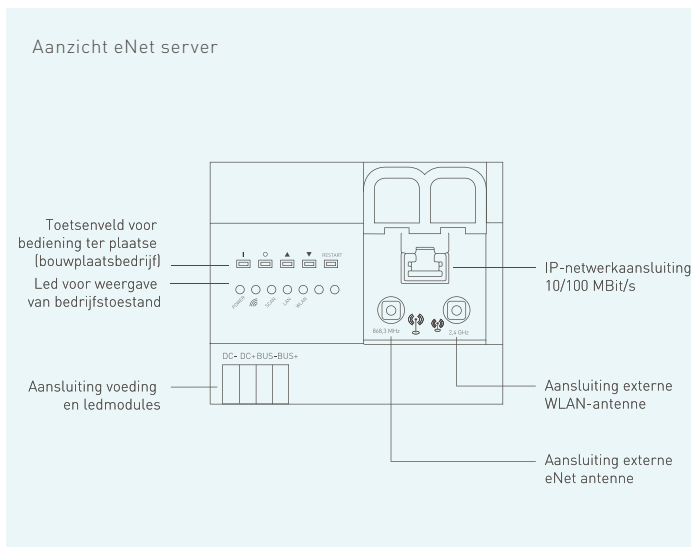 Aanzicht eNet server
Toetsenveld voor
bediening ter plaatse
(bouwplaatsbedrijf)
Led voor weergave
van bedrijfstoestand
Aansluiting voeding
en ledmodules
I O ▲ ▼ RESTART
POWER SCAN LAN WLAN
DC- DC+ BUS- BUS+
868,3 MHz 2,4 GHz
IP-netwerkaansluiting
10/100 MBit/s
Aansluiting externe
WLAN-antenne
Aansluiting externe
eNet antenne